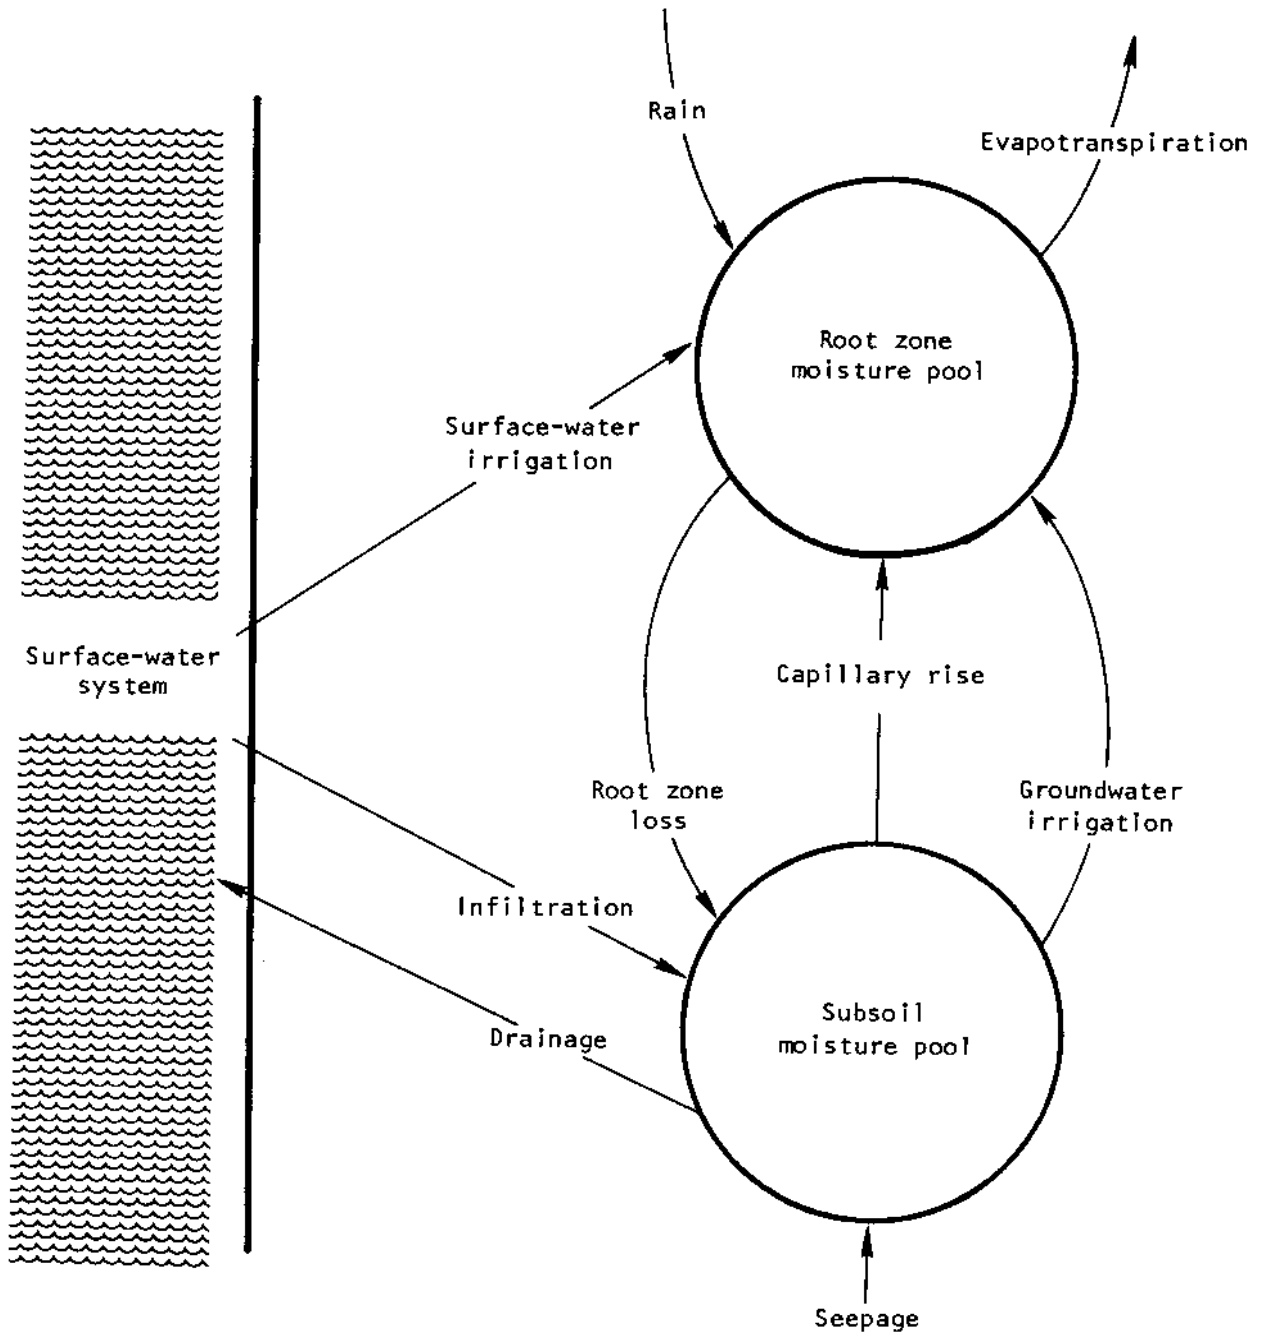 Rain
Evapotranspiration
Root zone
moisture pool
Surface-water
irrigation
Surface-water
system
Capillary rise
Root zone
loss
Groundwater
irrigation
Infiltration
Subsoil
moisture pool
Drainage
Seepage